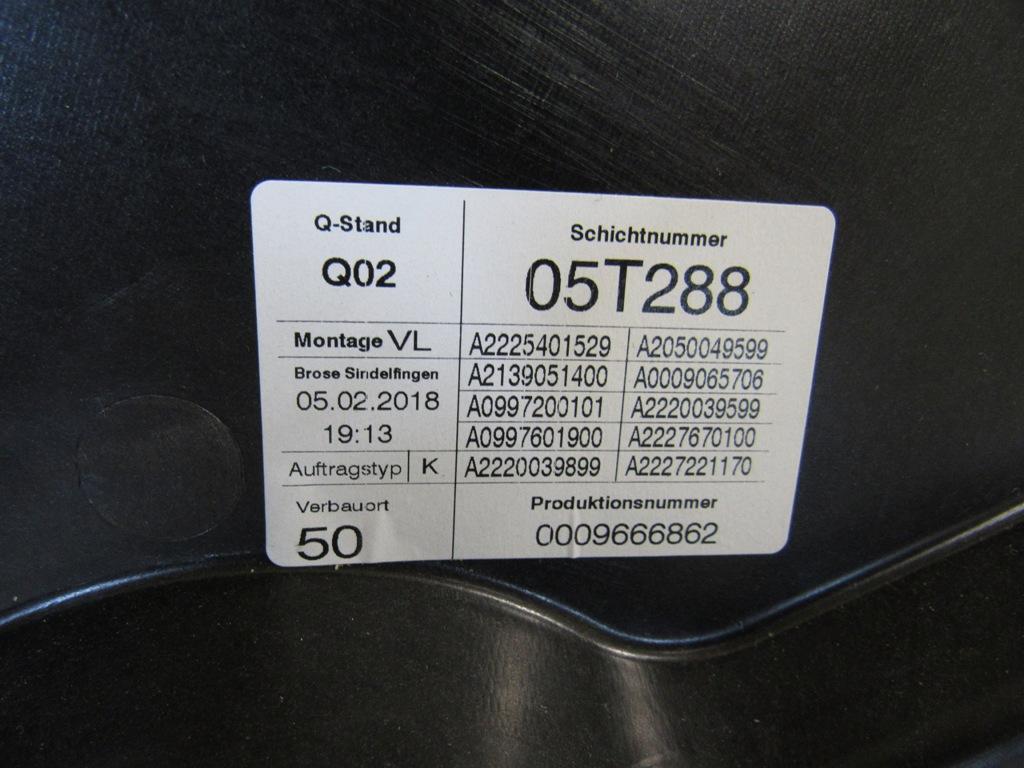 Q-Stand
Q02
Schichtnummer
05T288
Montage VL
Brose Sindelfingen
05.02.2018
19:13
Auftragstyp K
Verbauort
50
A2225401529 A2050049599
A2139051400 A0009065706
A0997200101 A2220039599
A0997601900 A2227670100
A2220039899 A2227221170
Produktionsnummer
0009666862